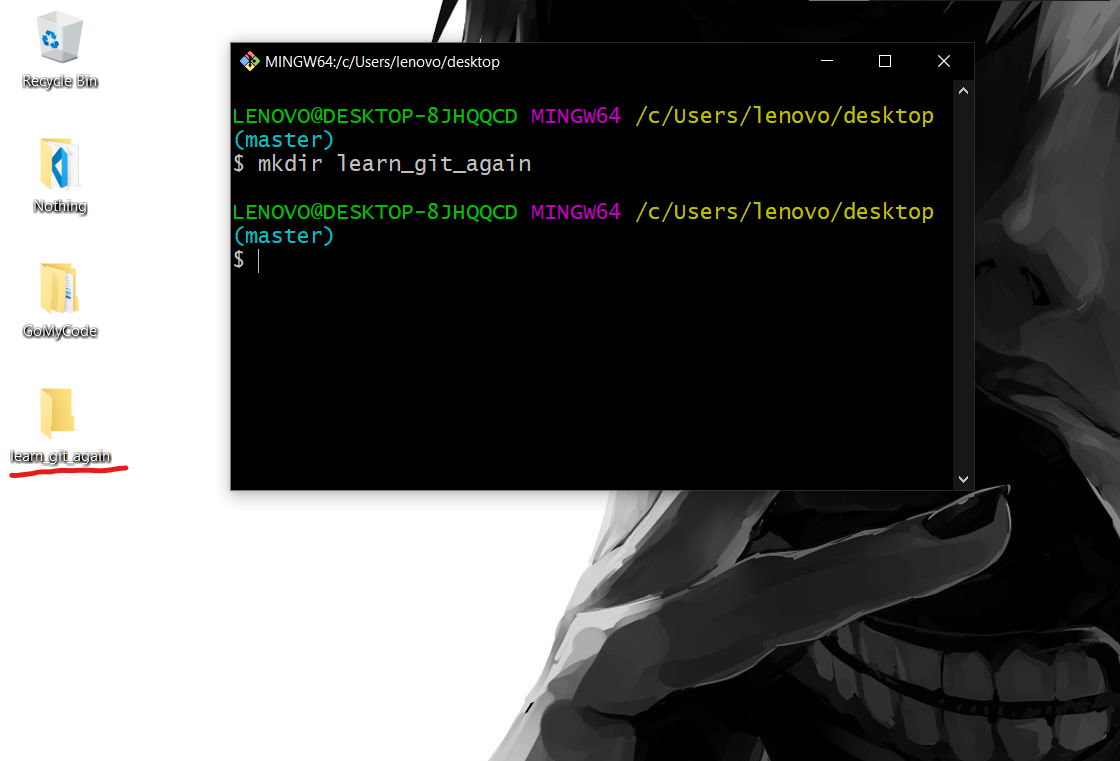 Recycle Bin
Nothing
GoMyCode
learn_git_again
MINGW64:/c/Users/lenovo/desktop
LENOVO@DESKTOP-8JHQQCD MINGW64 /c/Users/lenovo/desktop
(master)
$ mkdir learn_git_again
LENOVO@DESKTOP-8JHQQCD MINGW64 /c/Users/lenovo/desktop
(master)
$